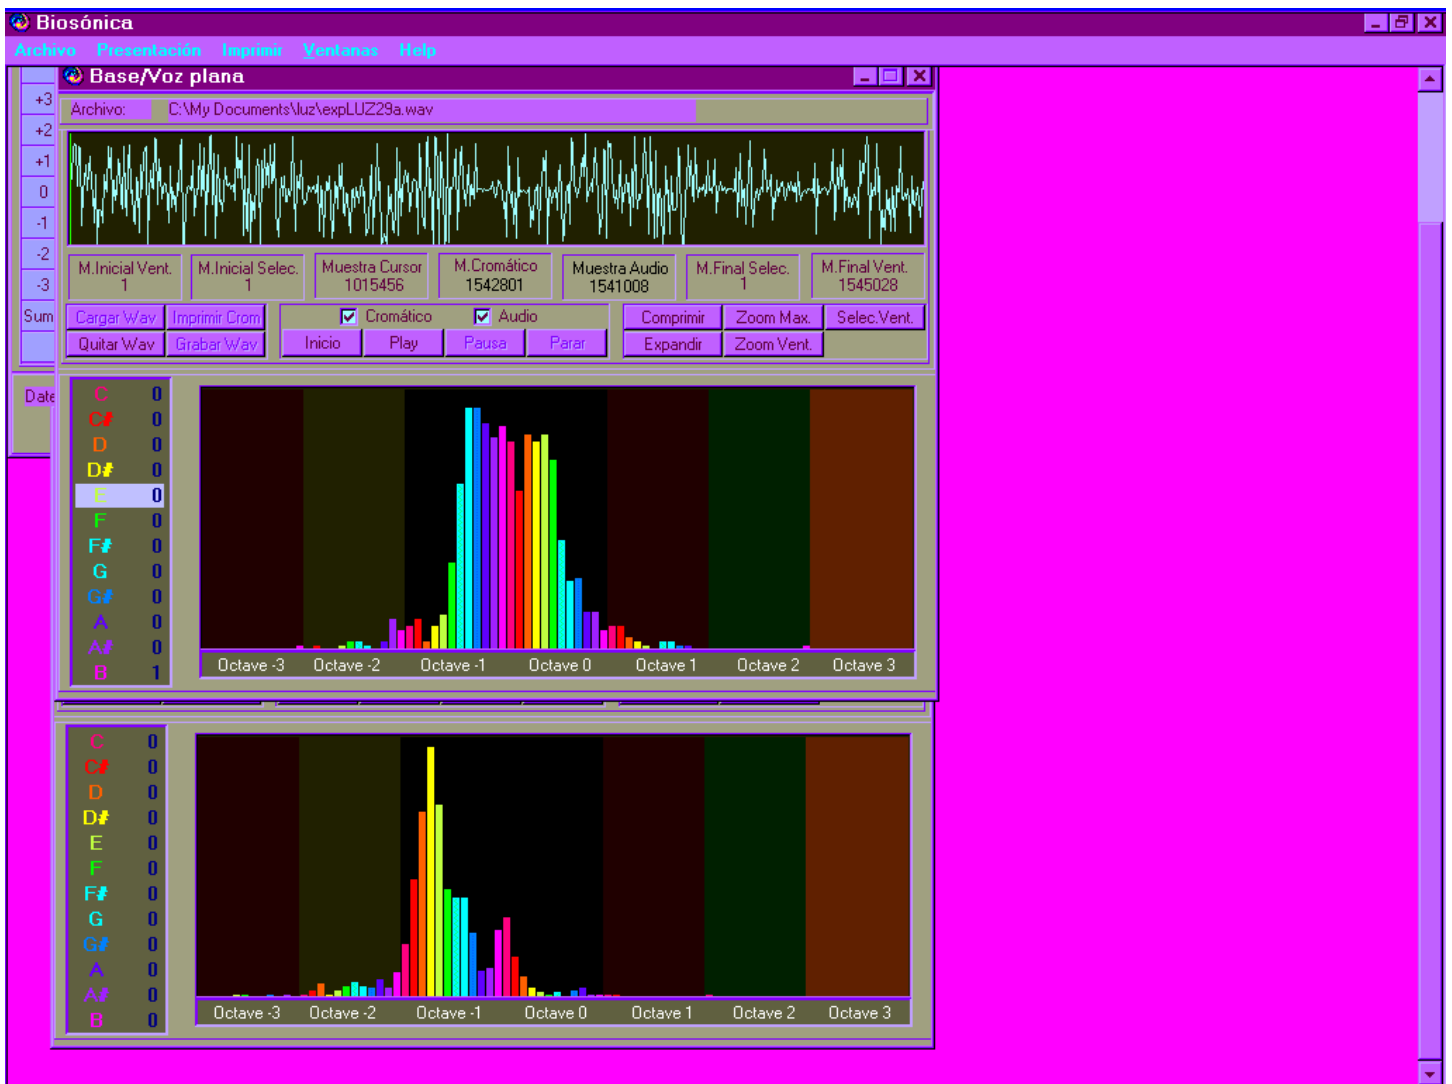 Biosónica
Archivo Presentación Imprimir Ventanas Help
Base/Voz plana
+3
+2
+1
0
-1
-2
-3
Sum
Date
Archivo: C:\My Documents\luz\expLUZ29a.wav
M.Inicial Vent. M.Inicial Selec. Muestra Cursor M.Cromático Muestra Audio M.Final Selec. M.Final Vent.
1 1 1015456 1542801 1541008 1 1545028
Cargar Wav Imprimir Crom Cromático Audio Comprimir Zoom Max. Selec.Vent.
Quitar Wav Grabar Wav Inicio Play Pausa Parar Expandir Zoom Vent.
C 0
C# 0
D 0
D# 0
E 0
F 0
F# 0
G 0
G# 0
A 0
A# 0
B 1
Octave -3 Octave -2 Octave -1 Octave 0 Octave 1 Octave 2 Octave 3
C 0
C# 0
D 0
D# 0
E 0
F 0
F# 0
G 0
G# 0
A 0
A# 0
B 0
Octave -3 Octave -2 Octave -1 Octave 0 Octave 1 Octave 2 Octave 3